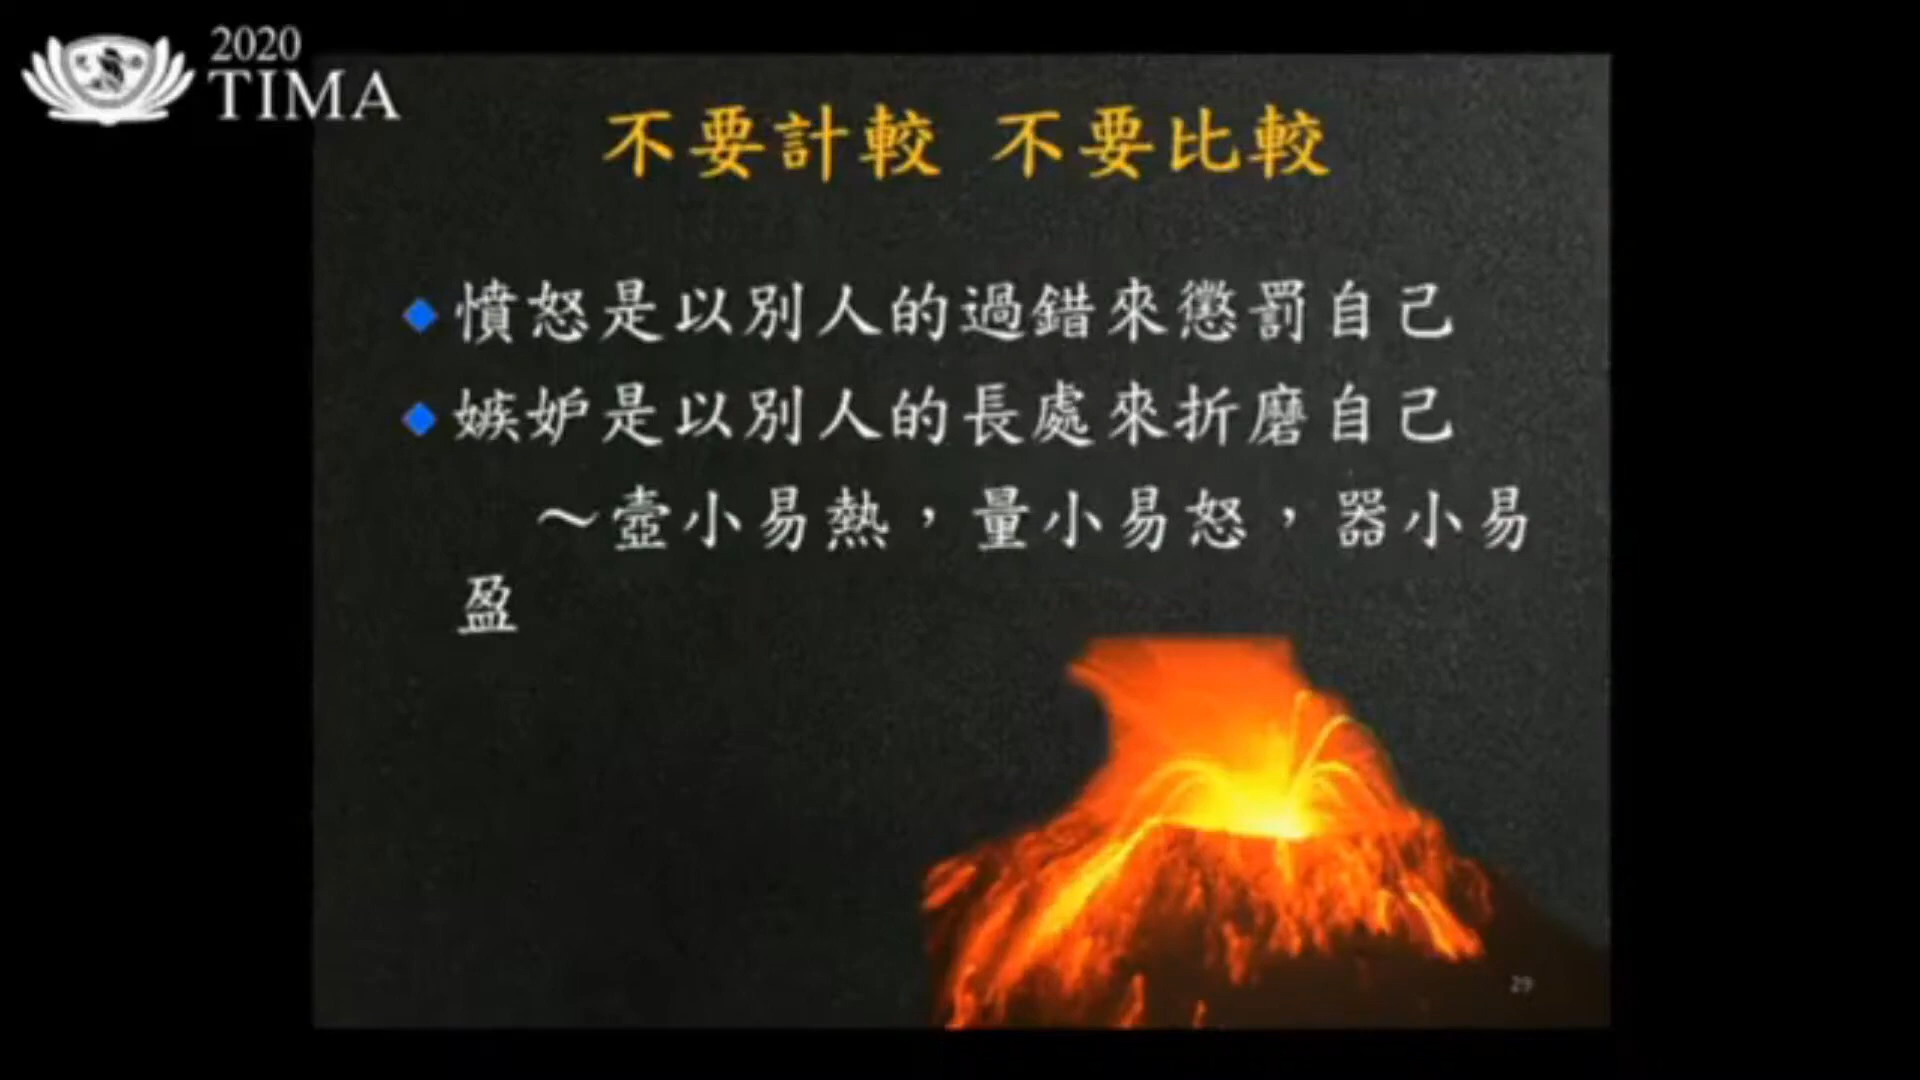 2020
TIMA
不要計較 不要比較
憤怒是以別人的過錯來懲罰自己
嫉妒是以別人的長處來折磨自己
～壺小易熱，量小易怒，器小易
盈
29